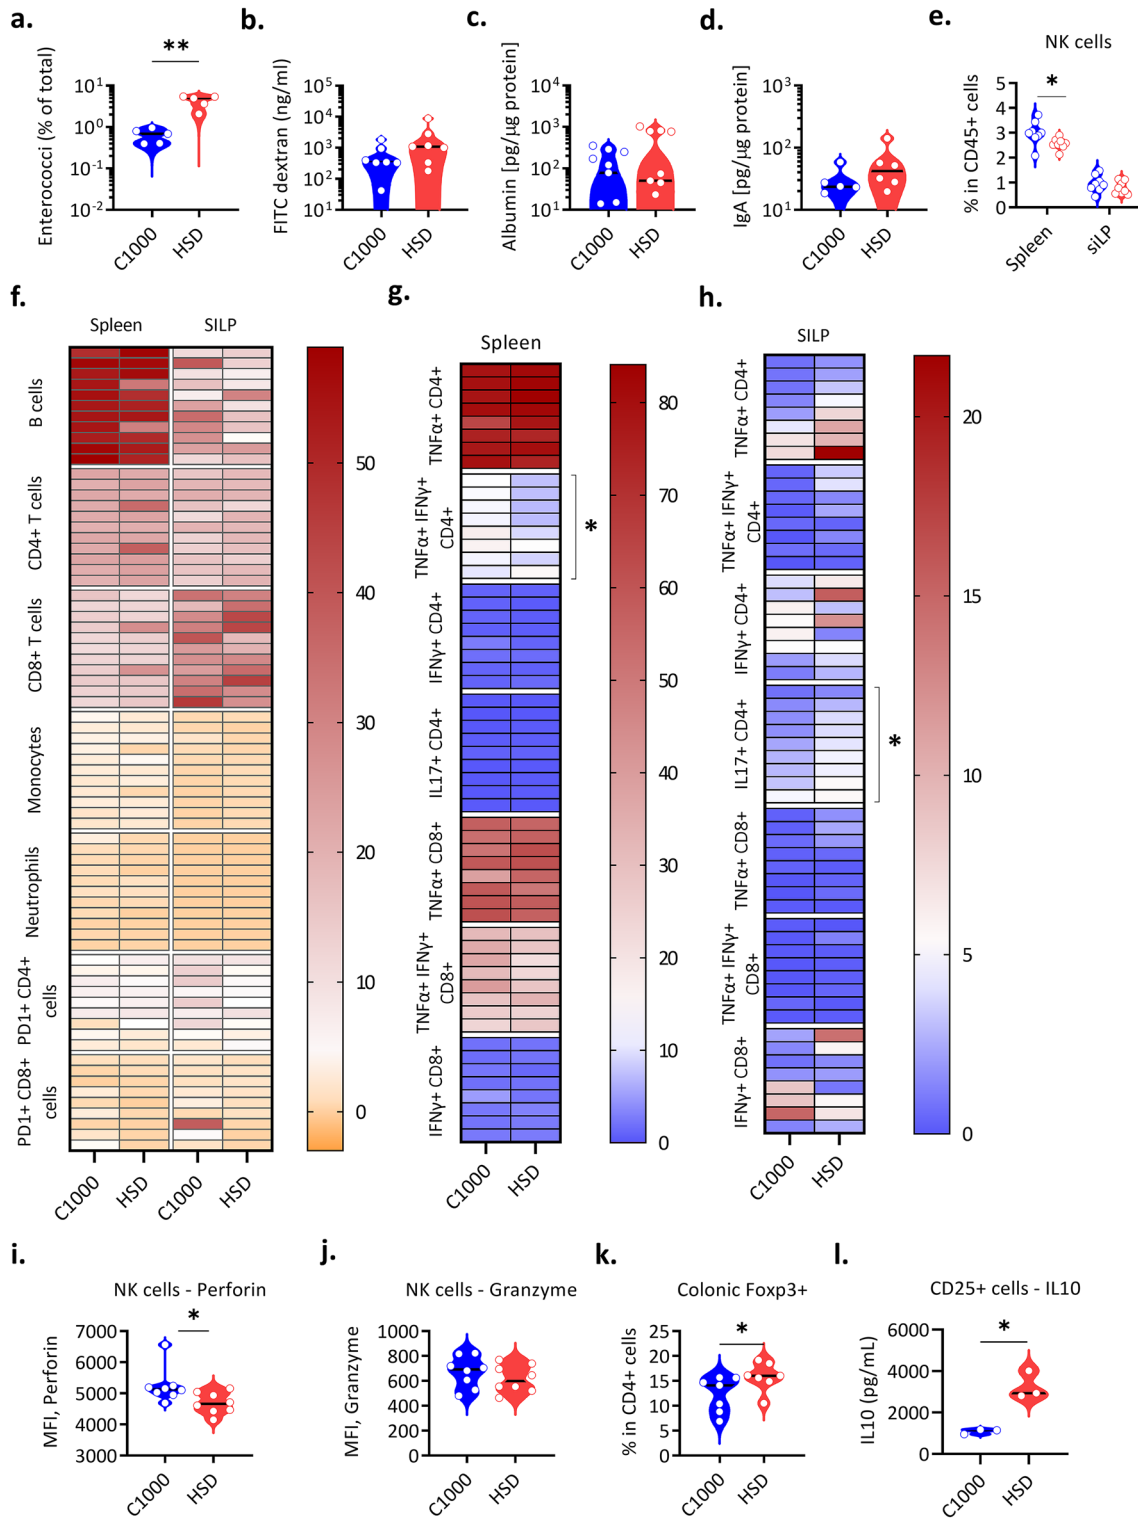 a.
**
Enterococci (% of total)
10¹
10⁰
10⁻¹
10⁻²
C1000
HSD
b.
FITC dextran (ng/ml)
10⁵
10⁴
10³
10²
10¹
C1000
HSD
c.
Albumin [pg/µg protein]
10⁴
10³
10²
10¹
C1000
HSD
d.
IgA [pg/µg protein]
10³
10²
10¹
C1000
HSD
e.
NK cells
*
% in CD45+ cells
5
4
3
2
1
0
Spleen
siLP
f.
Spleen
SILP
B cells
CD4+ T cells
CD8+ T cells
Monocytes
Neutrophils
PD1+ CD4+
cells
PD1+ CD8+
cells
50
40
30
20
10
0
C1000
HSD
C1000
HSD
g.
Spleen
TNFα+ CD4+
TNFα+ IFNγ+
CD4+
IFNγ+ CD4+
IL17+ CD4+
TNFα+ CD8+
TNFα+ IFNγ+
CD8+
IFNγ+ CD8+
*
80
70
60
50
40
30
20
10
0
C1000
HSD
h.
SILP
TNFα+ CD4+
TNFα+ IFNγ+
CD4+
IFNγ+ CD4+
IL17+ CD4+
TNFα+ CD8+
TNFα+ IFNγ+
CD8+
IFNγ+ CD8+
*
20
15
10
5
0
C1000
HSD
i.
NK cells - Perforin
*
MFI, Perforin
7000
6000
5000
4000
3000
C1000
HSD
j.
NK cells - Granzyme
MFI, Granzyme
1000
800
600
400
200
0
C1000
HSD
k.
Colonic Foxp3+
*
% in CD4+ cells
25
20
15
10
5
0
C1000
HSD
l.
CD25+ cells - IL10
*
IL10 (pg/mL)
6000
4000
2000
0
C1000
HSD